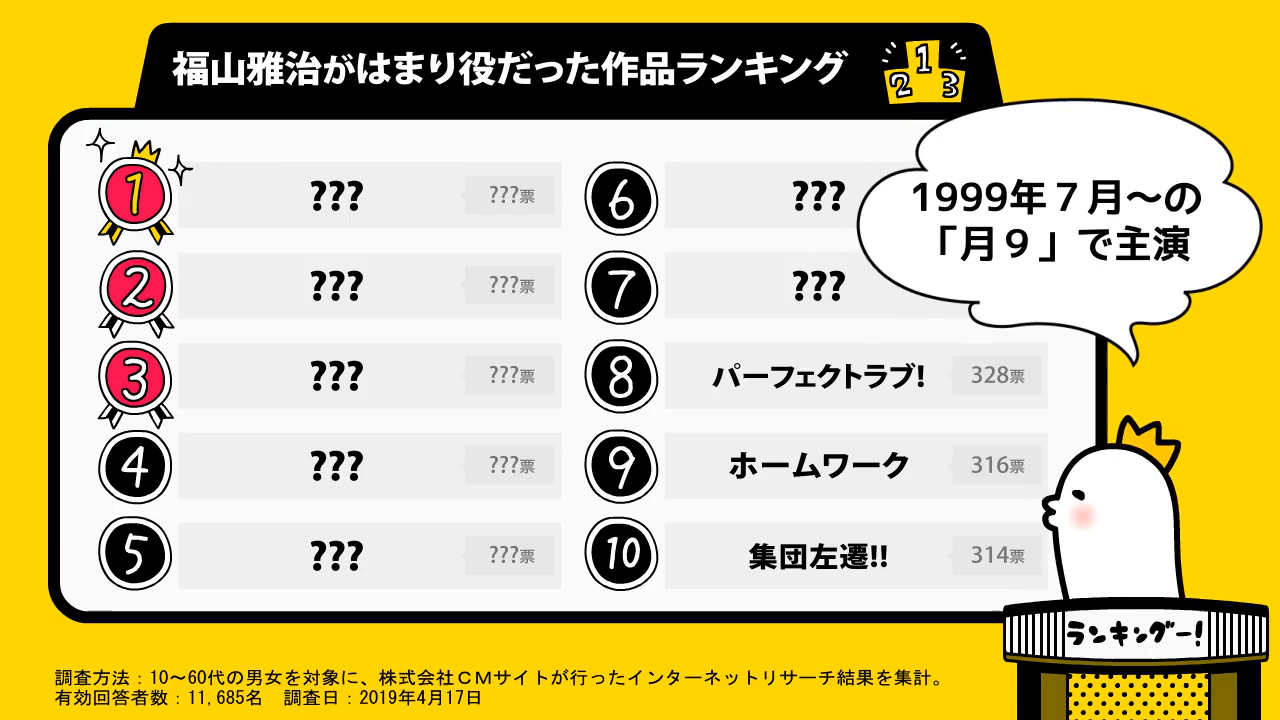 福山雅治がはまり役だった作品ランキング
1
2
3
1
???
???票
2
???
???票
3
???
???票
4
???
???票
5
???
???票
6
???
7
???
8
パーフェクトラブ!
328票
9
ホームワーク
316票
10
集団左遷!!
314票
1999年7月〜の
「月9」で主演
ランキングー!
調査方法：10〜60代の男女を対象に、株式会社ＣＭサイトが行ったインターネットリサーチ結果を集計。
有効回答者数：11,685名　調査日：2019年4月17日